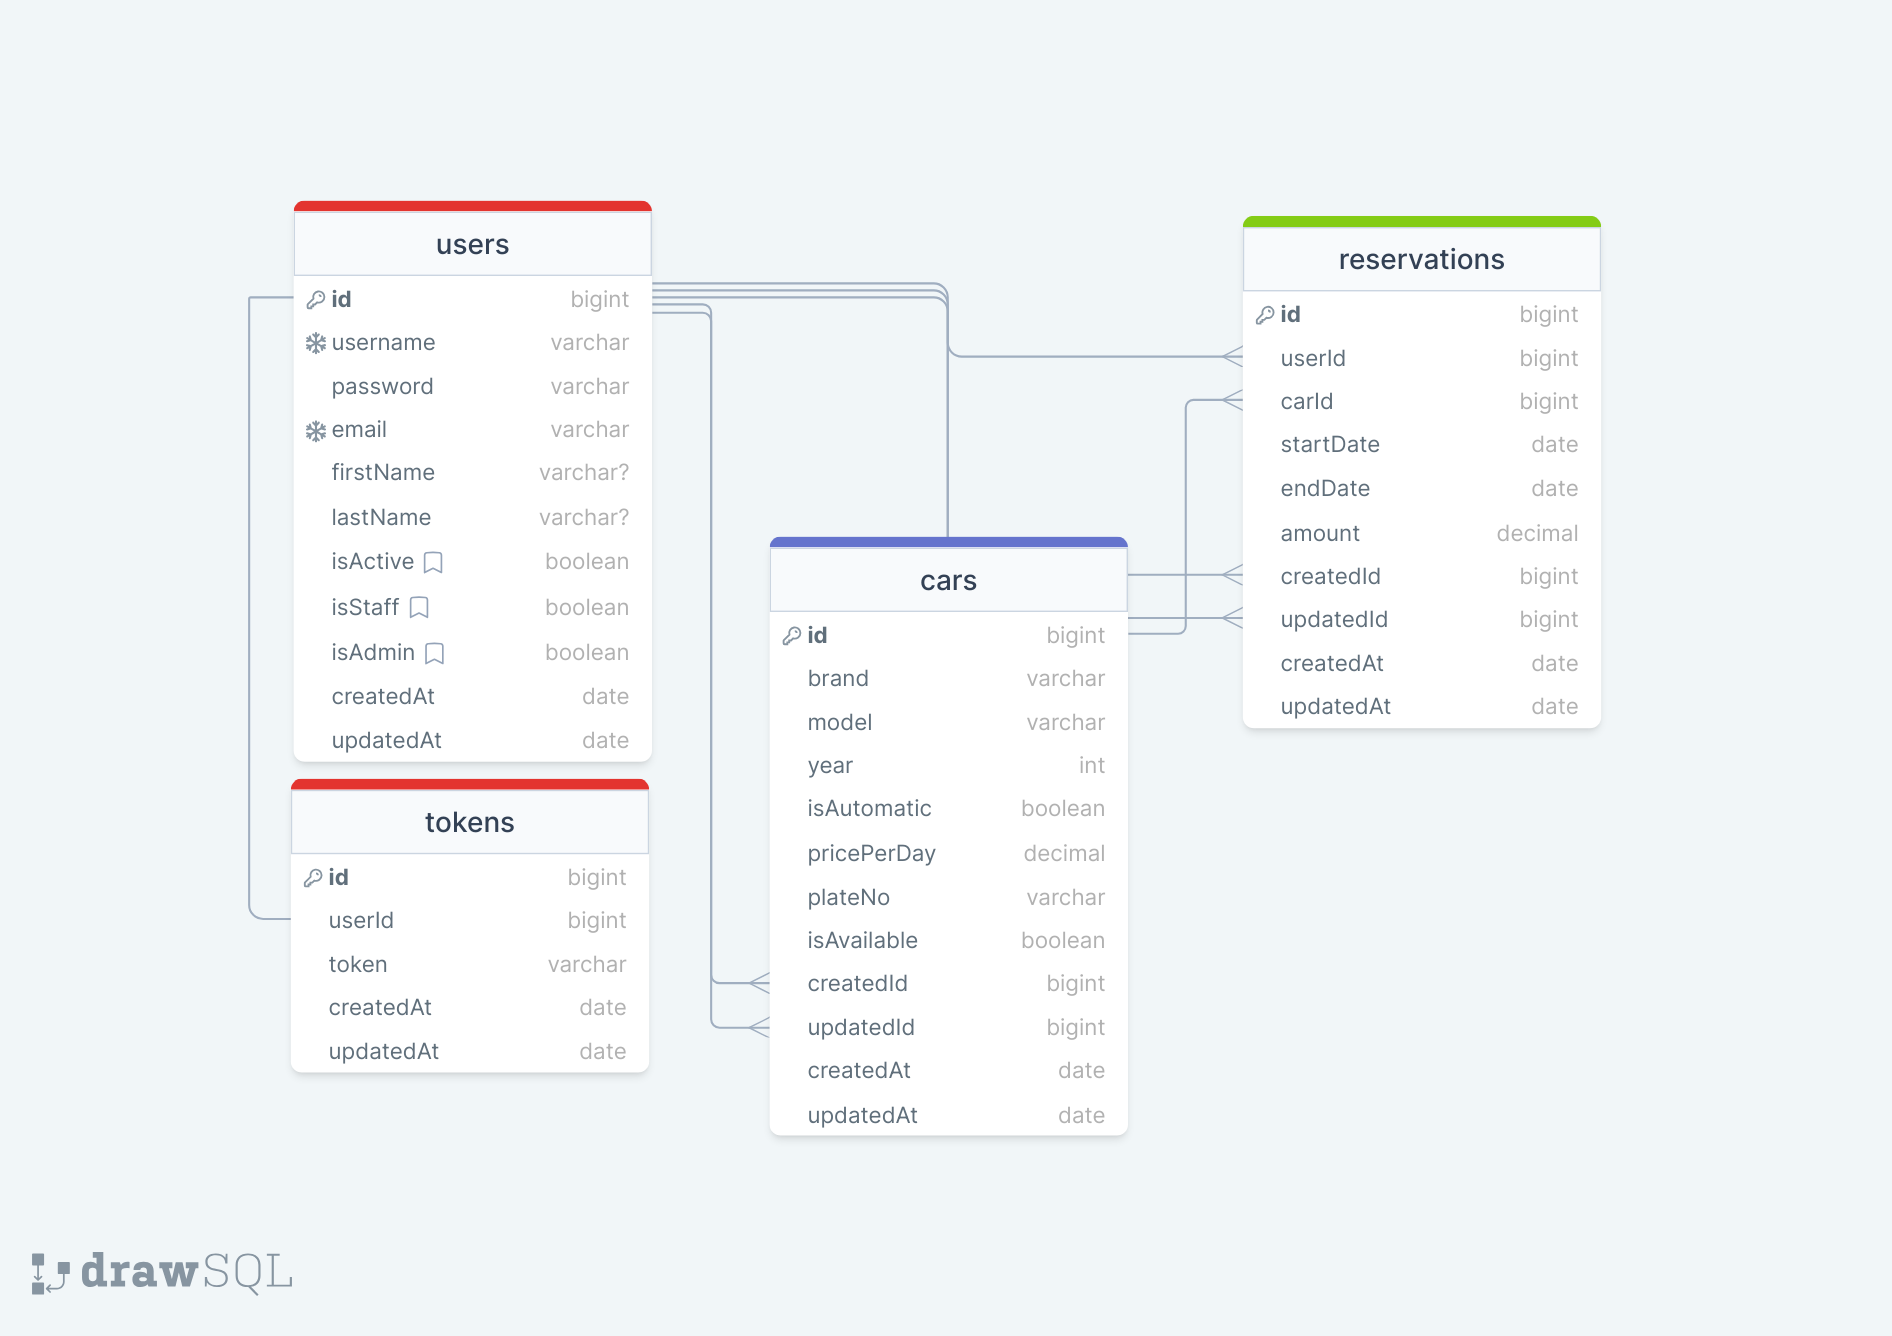 users
id bigint
username varchar
password varchar
email varchar
firstName varchar?
lastName varchar?
isActive boolean
isStaff boolean
isAdmin boolean
createdAt date
updatedAt date
tokens
id bigint
userId bigint
token varchar
createdAt date
updatedAt date
cars
id bigint
brand varchar
model varchar
year int
isAutomatic boolean
pricePerDay decimal
plateNo varchar
isAvailable boolean
createdId bigint
updatedId bigint
createdAt date
updatedAt date
reservations
id bigint
userId bigint
carId bigint
startDate date
endDate date
amount decimal
createdId bigint
updatedId bigint
createdAt date
updatedAt date
drawSQL